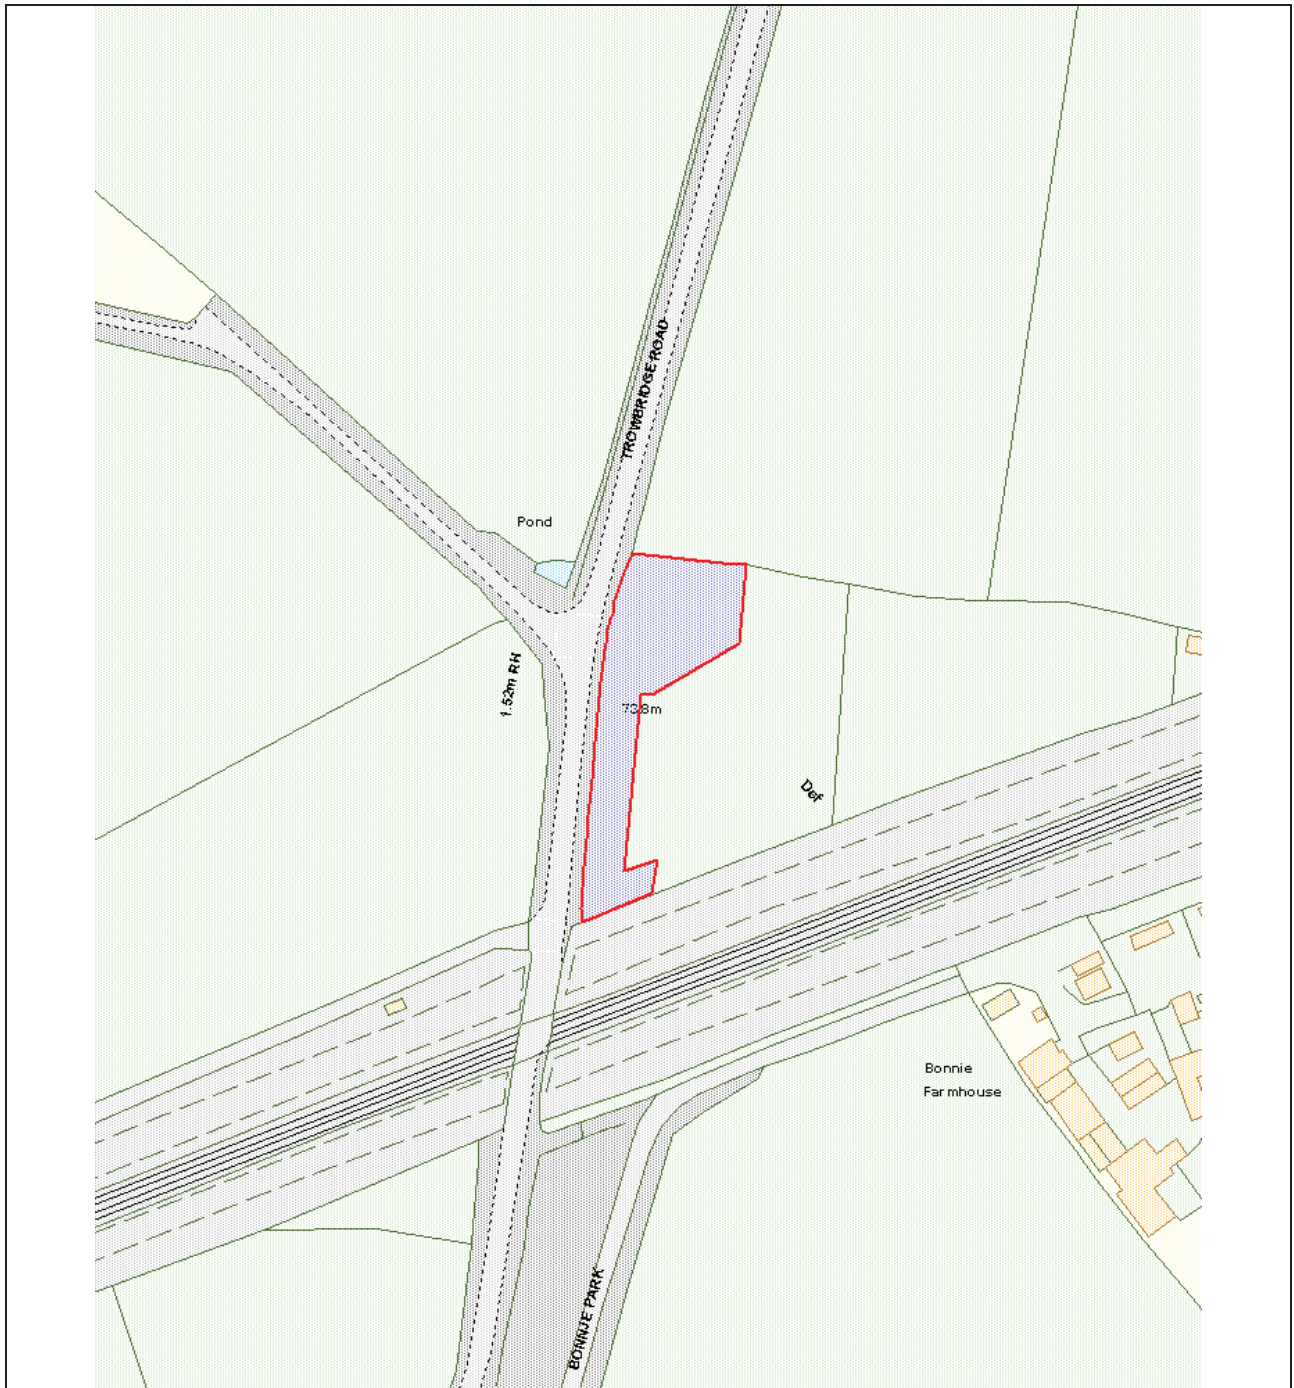 TROWBRIDGE ROAD
Pond
1.52m RH
73.8m
Def
Bonnie
Farmhouse
BONNIE PARK